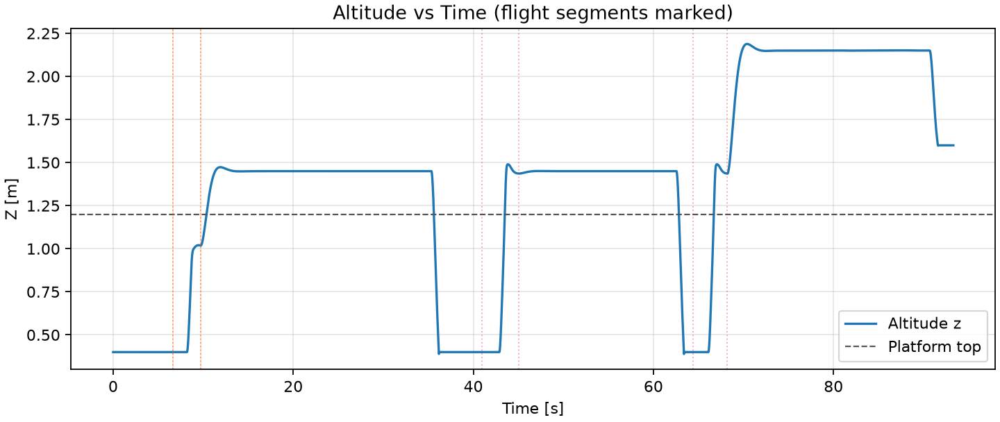 Altitude vs Time (flight segments marked)
Z [m]
2.25
2.00
1.75
1.50
1.25
1.00
0.75
0.50
0 20 40 60 80
Time [s]
Altitude z
Platform top